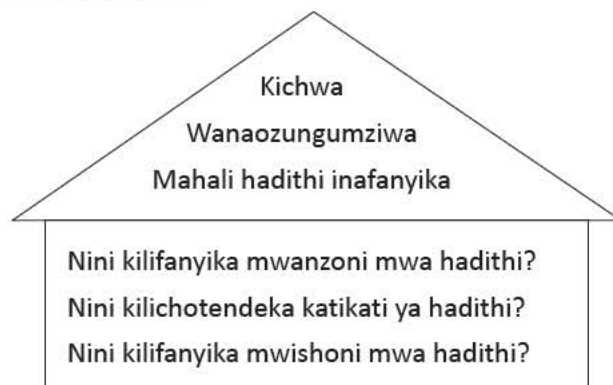 Kichwa
Wanaozungumziwa
Mahali hadithi inafanyika
Nini kilifanyika mwanzoni mwa hadithi?
Nini kilichotendeka katikati ya hadithi?
Nini kilifanyika mwishoni mwa hadithi?